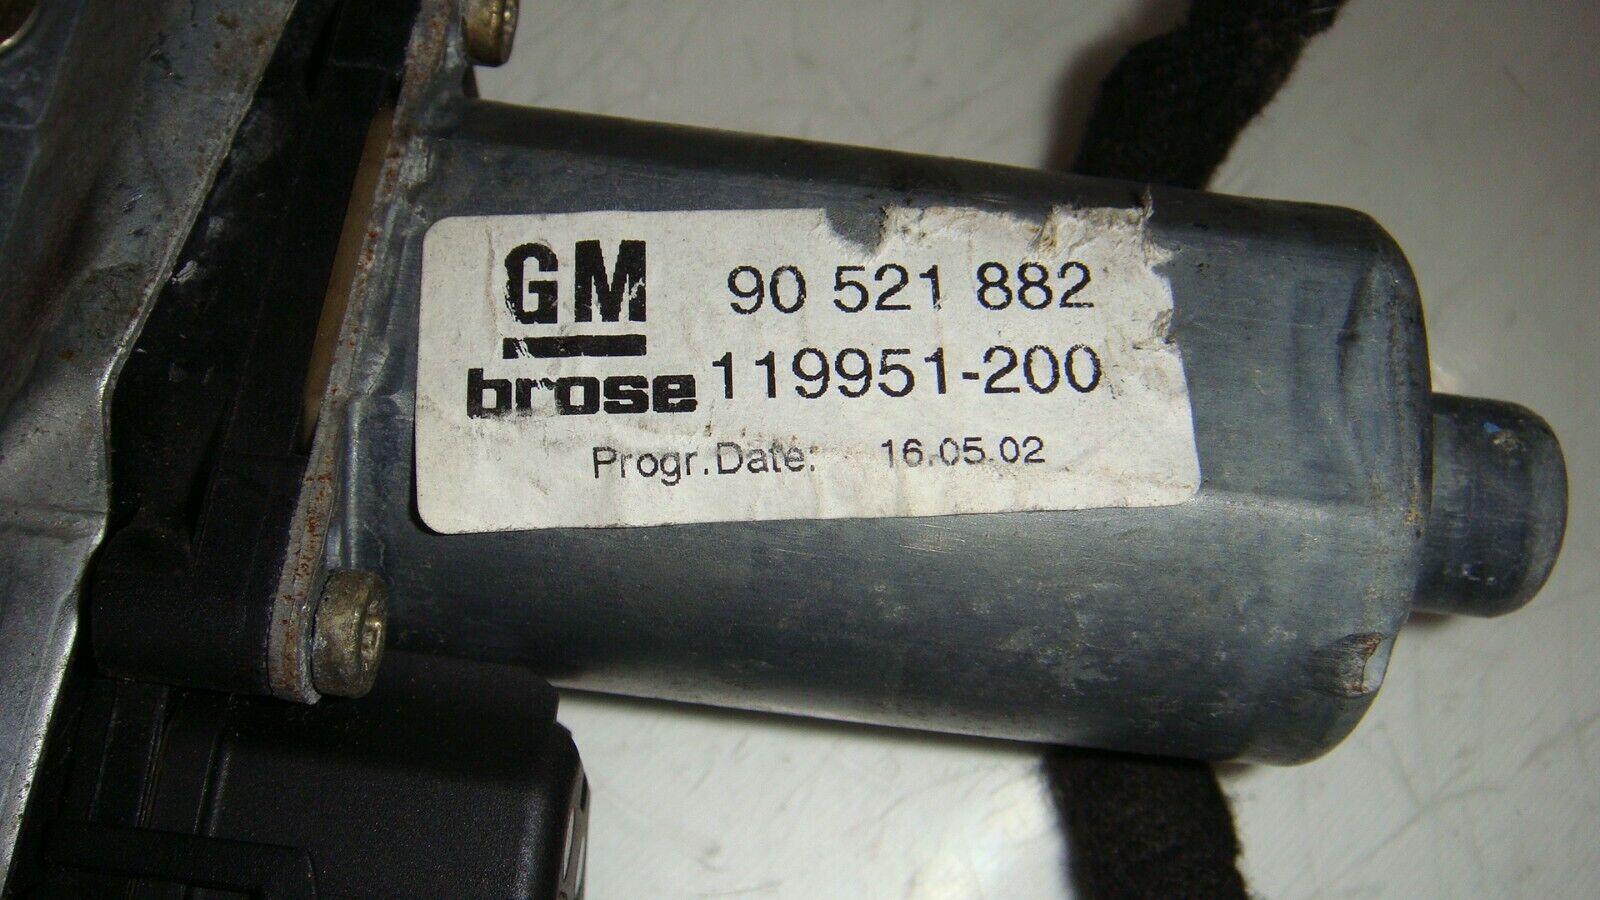 GM 90 521 882
brose 119951-200
Progr.Date: 16.05.02